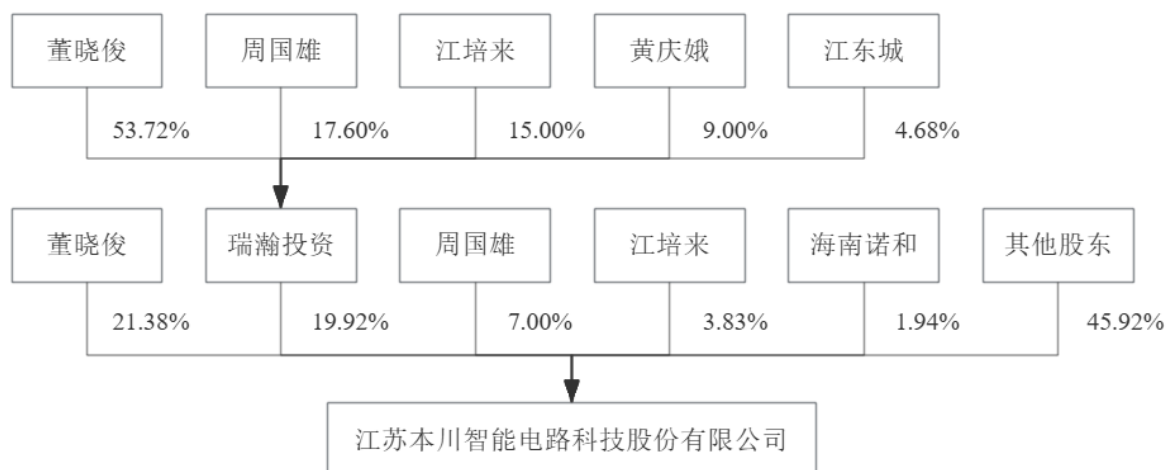 董晓俊 周国雄 江培来 黄庆娥 江东城
53.72% 17.60% 15.00% 9.00% 4.68%
董晓俊 瑞瀚投资 周国雄 江培来 海南诺和 其他股东
21.38% 19.92% 7.00% 3.83% 1.94% 45.92%
江苏本川智能电路科技股份有限公司